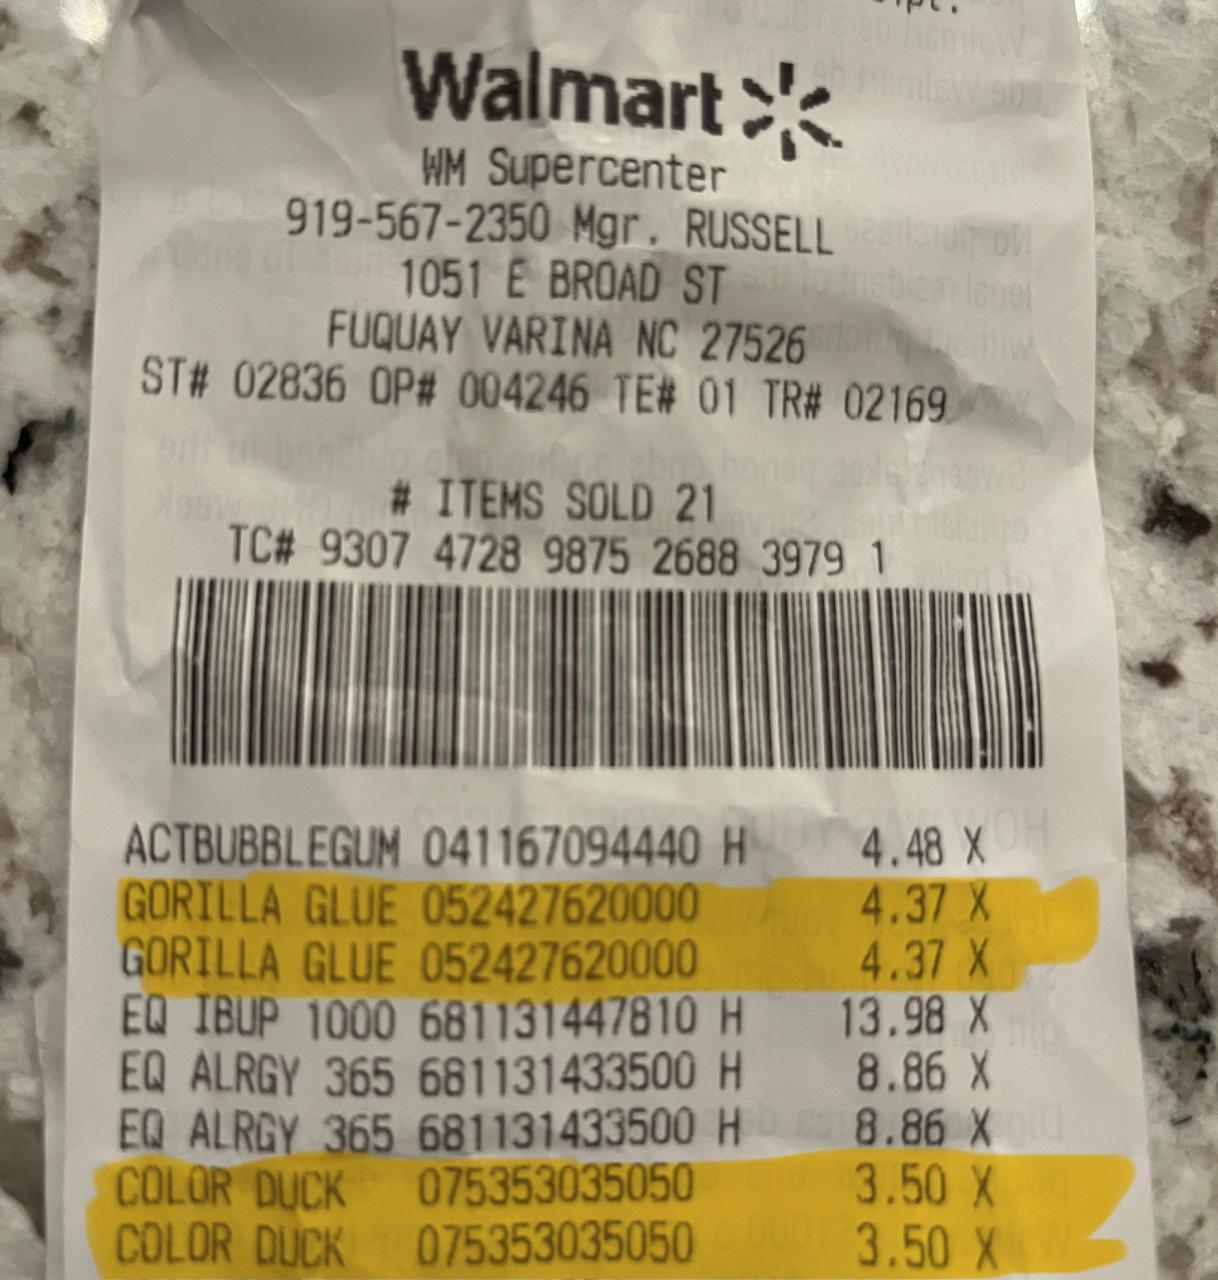 Walmart
WM Supercenter
919-567-2350 Mgr. RUSSELL
1051 E BROAD ST
FUQUAY VARINA NC 27526
ST# 02836 OP# 004246 TE# 01 TR# 02169
# ITEMS SOLD 21
TC# 9307 4728 9875 2688 3979 1
ACTBUBBLEGUM 041167094440 H 4.48 X
GORILLA GLUE 052427620000 4.37 X
GORILLA GLUE 052427620000 4.37 X
EQ IBUP 1000 681131447810 H 13.98 X
EQ ALRGY 365 681131433500 H 8.86 X
EQ ALRGY 365 681131433500 H 8.86 X
COLOR DUCK 075353035050 3.50 X
COLOR DUCK 075353035050 3.50 X